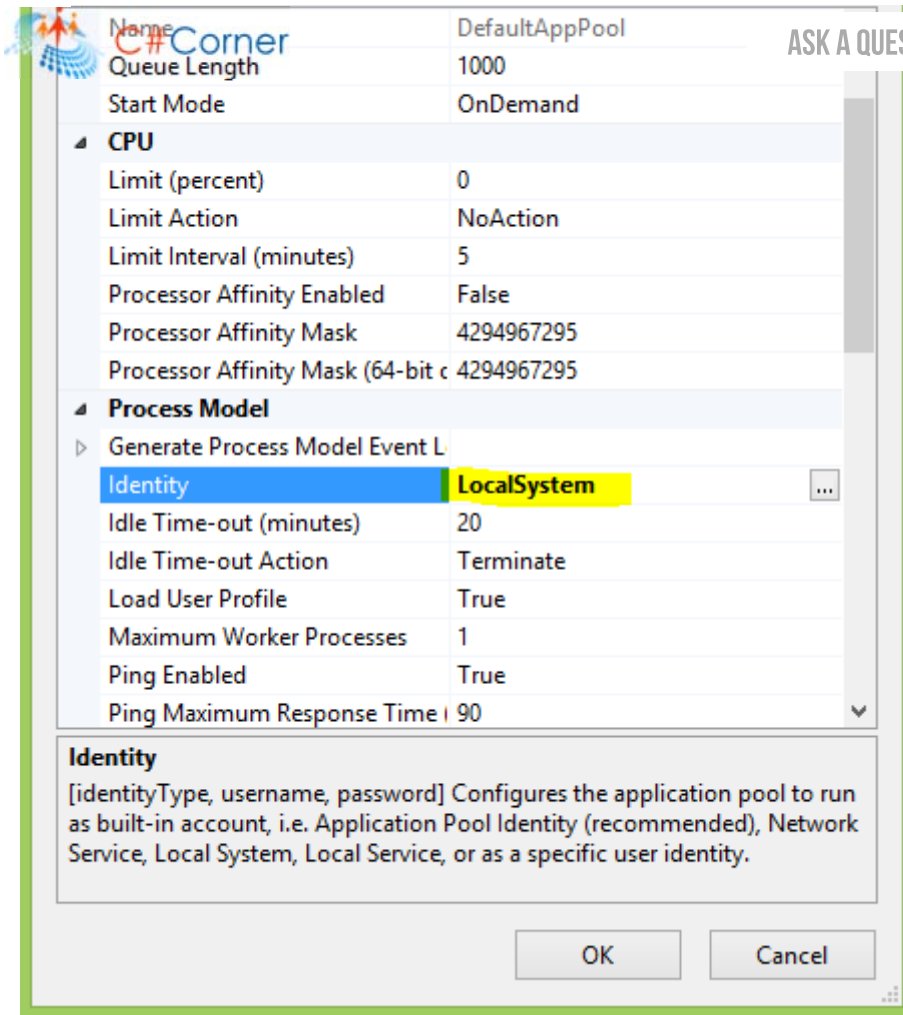 Name DefaultAppPool
C#Corner
ASK A QUES
Queue Length 1000
Start Mode OnDemand
CPU
Limit (percent) 0
Limit Action NoAction
Limit Interval (minutes) 5
Processor Affinity Enabled False
Processor Affinity Mask 4294967295
Processor Affinity Mask (64-bit c 4294967295
Process Model
Generate Process Model Event L
Identity LocalSystem ...
Idle Time-out (minutes) 20
Idle Time-out Action Terminate
Load User Profile True
Maximum Worker Processes 1
Ping Enabled True
Ping Maximum Response Time ( 90
Identity
[identityType, username, password] Configures the application pool to run
as built-in account, i.e. Application Pool Identity (recommended), Network
Service, Local System, Local Service, or as a specific user identity.
OK Cancel